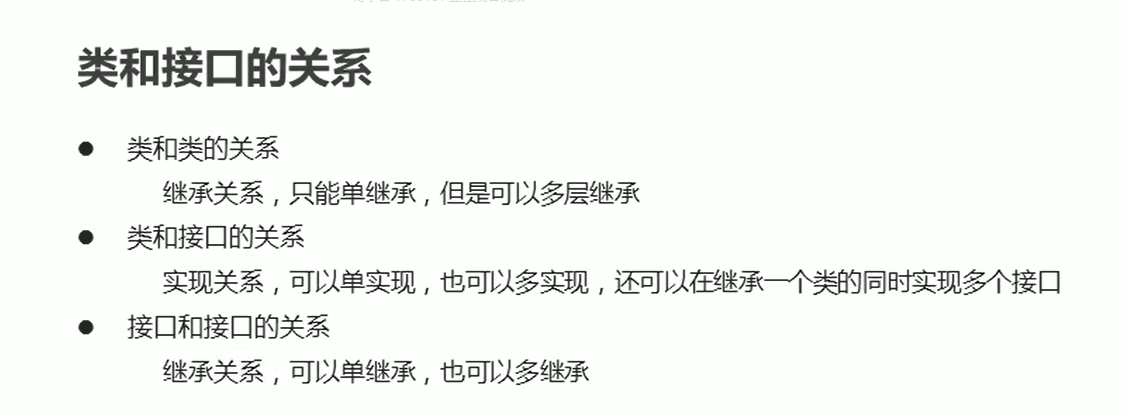 类和接口的关系
● 类和类的关系
继承关系，只能单继承，但是可以多层继承
● 类和接口的关系
实现关系，可以单实现，也可以多实现，还可以在继承一个类的同时实现多个接口
● 接口和接口的关系
继承关系，可以单继承，也可以多继承